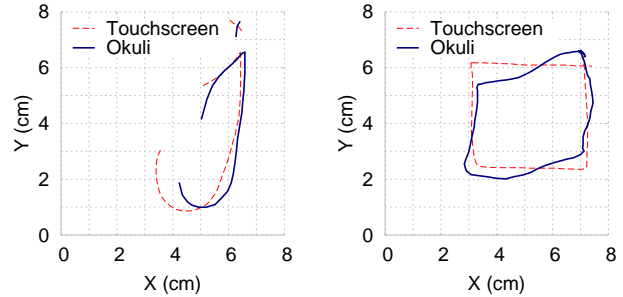 8
Touchscreen
Okuli
6
4
2
0
Y (cm)
0 2 4 6 8
X (cm)
8
Touchscreen
Okuli
6
4
2
0
Y (cm)
0 2 4 6 8
X (cm)